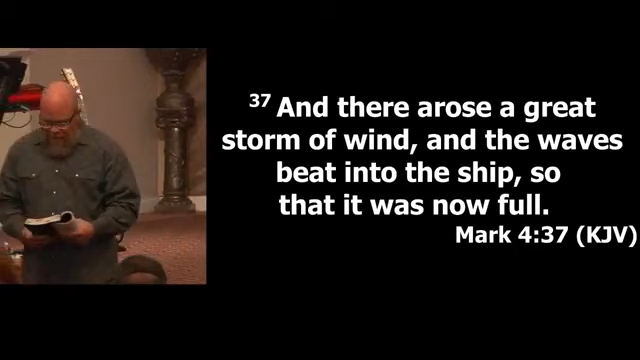 37 And there arose a great
storm of wind, and the waves
beat into the ship, so
that it was now full.
Mark 4:37 (KJV)